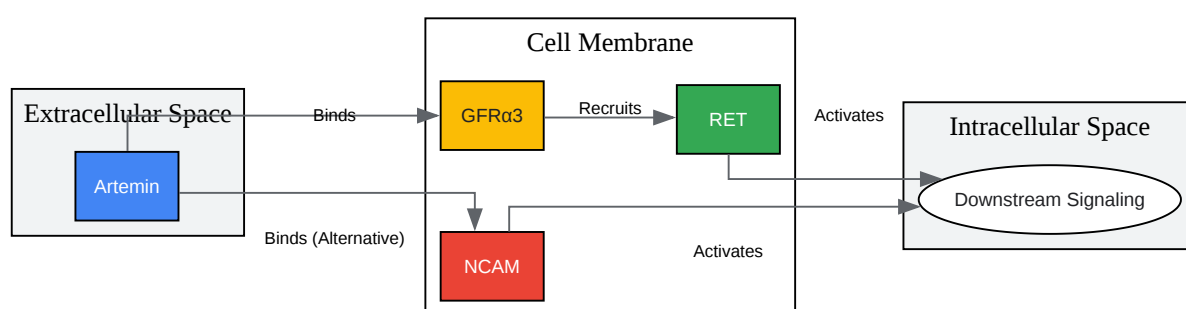 Cell Membrane
Extracellular Space
Binds
GFRα3
Recruits
RET
Activates
Intracellular Space
Artemin
Downstream Signaling
Binds (Alternative)
NCAM
Activates